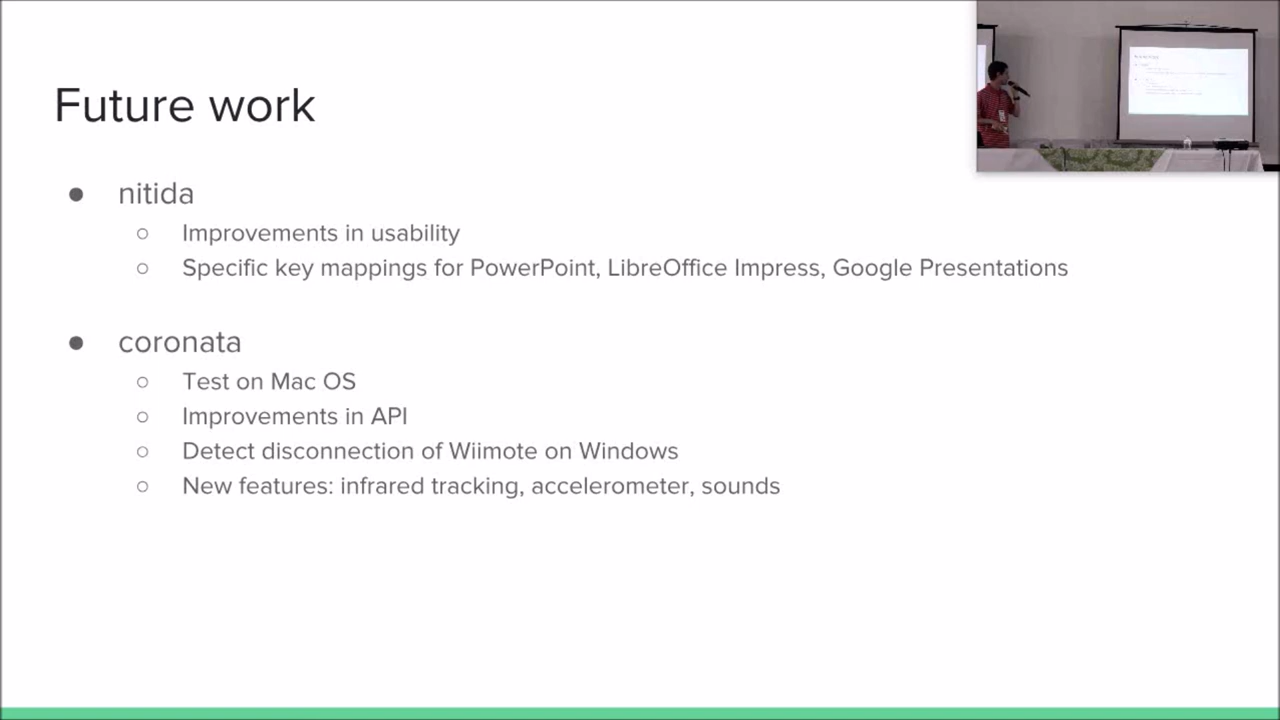 Future work
● nitida
○ Improvements in usability
○ Specific key mappings for PowerPoint, LibreOffice Impress, Google Presentations
● coronata
○ Test on Mac OS
○ Improvements in API
○ Detect disconnection of Wiimote on Windows
○ New features: infrared tracking, accelerometer, sounds